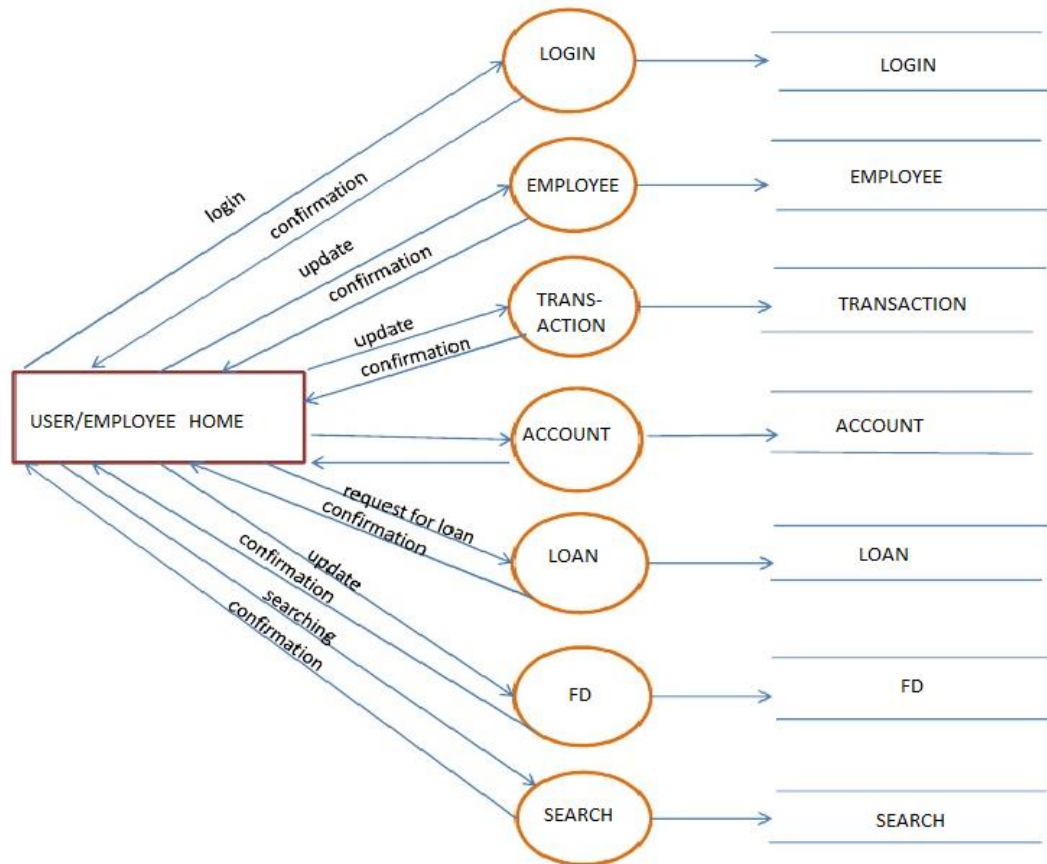 LOGIN
LOGIN
login
confirmation
EMPLOYEE
EMPLOYEE
update
confirmation
TRANS-
ACTION
TRANSACTION
update
confirmation
USER/EMPLOYEE HOME
ACCOUNT
ACCOUNT
request for loan
confirmation
LOAN
LOAN
update
confirmation
searching
confirmation
FD
FD
SEARCH
SEARCH